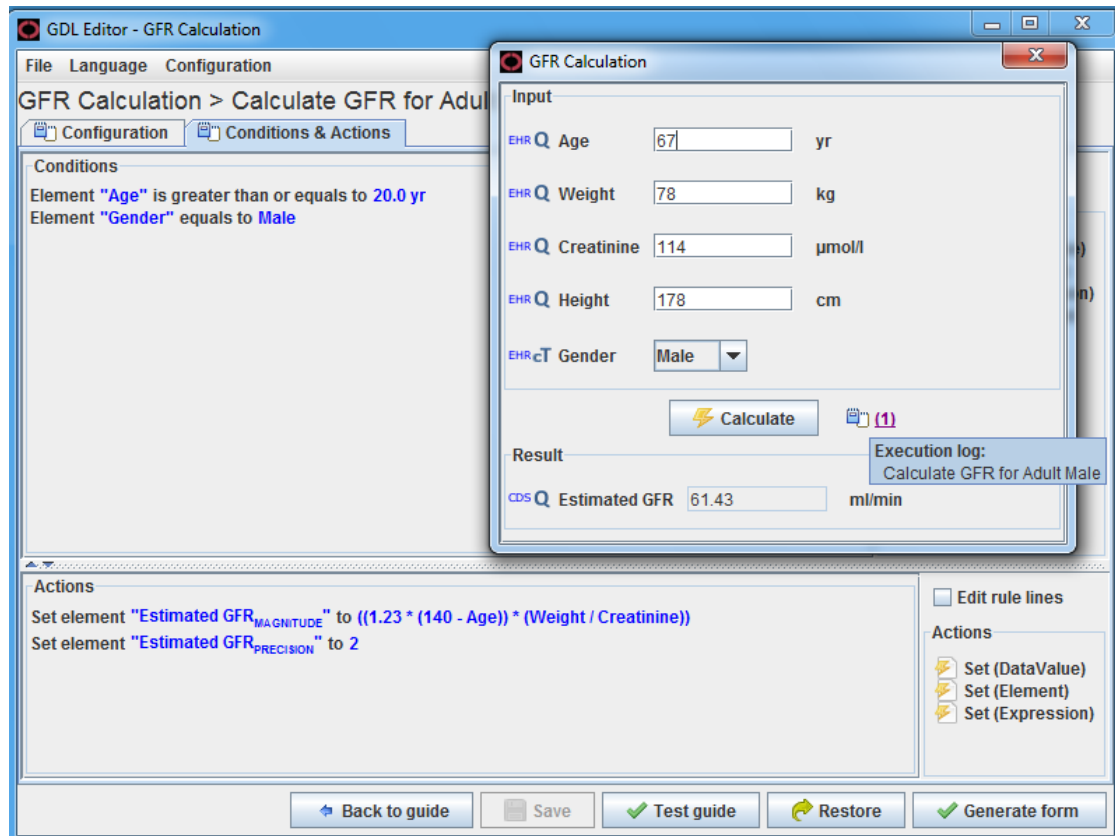 GDL Editor - GFR Calculation
File Language Configuration
GFR Calculation > Calculate GFR for Adul
Configuration
Conditions & Actions
Conditions
Element "Age" is greater than or equals to 20.0 yr
Element "Gender" equals to Male
GFR Calculation
Input
EHR Q Age 67 yr
EHR Q Weight 78 kg
EHR Q Creatinine 114 µmol/l
EHR Q Height 178 cm
EHR cT Gender Male
Calculate (1)
Execution log:
Calculate GFR for Adult Male
Result
CDS Q Estimated GFR 61.43 ml/min
Actions
Set element "Estimated GFR MAGNITUDE" to ((1.23 * (140 - Age)) * (Weight / Creatinine))
Set element "Estimated GFR PRECISION" to 2
Edit rule lines
Actions
Set (DataValue)
Set (Element)
Set (Expression)
Back to guide
Save
Test guide
Restore
Generate form